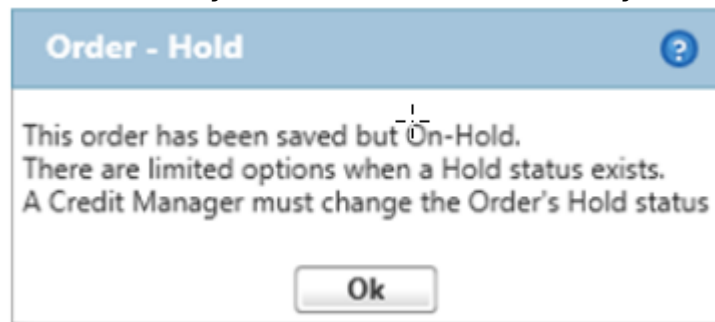 Order - Hold
?
This order has been saved but On-Hold.
There are limited options when a Hold status exists.
A Credit Manager must change the Order's Hold status
Ok